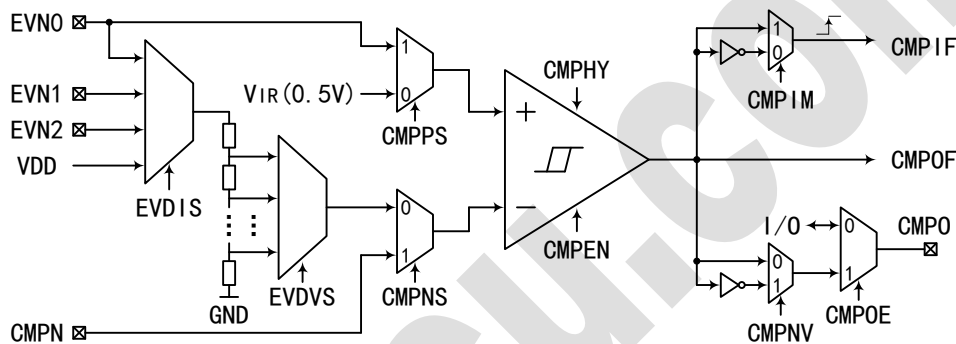 EVN0
EVN1
EVN2
VDD
EVDIS
EVDVS
GND
CMPN
VIR(0.5V)
1
0
CMPPS
0
1
CMPNS
+
−
CMPHY
CMPEN
1
0
CMPIM
CMPIF
CMPOF
I/O
0
1
CMPNV
0
1
CMPOE
CMPO